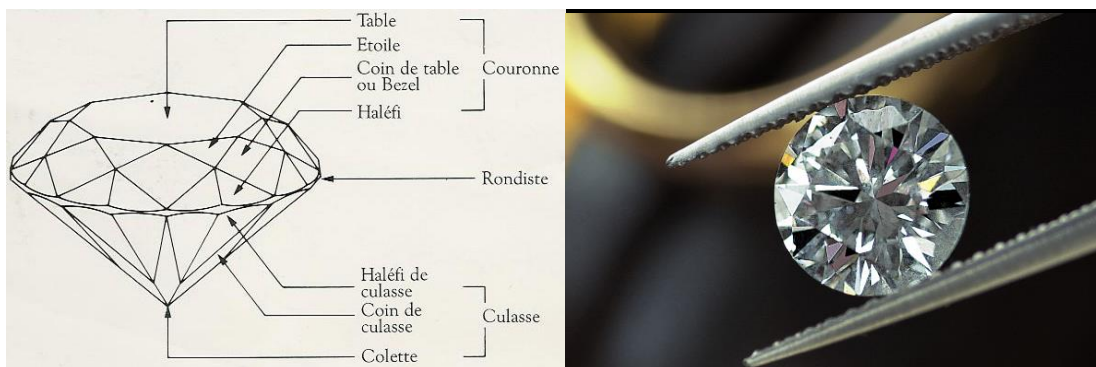 Table
Etoile
Coin de table
ou Bezel
Haléfi
Couronne
Rondiste
Haléfi de
culasse
Coin de
culasse
Colette
Culasse